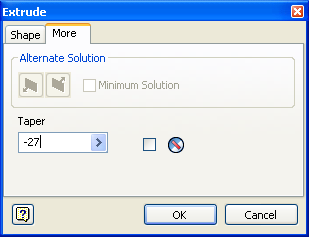 Extrude
Shape More
Alternate Solution
Minimum Solution
Taper
-27
?
OK Cancel